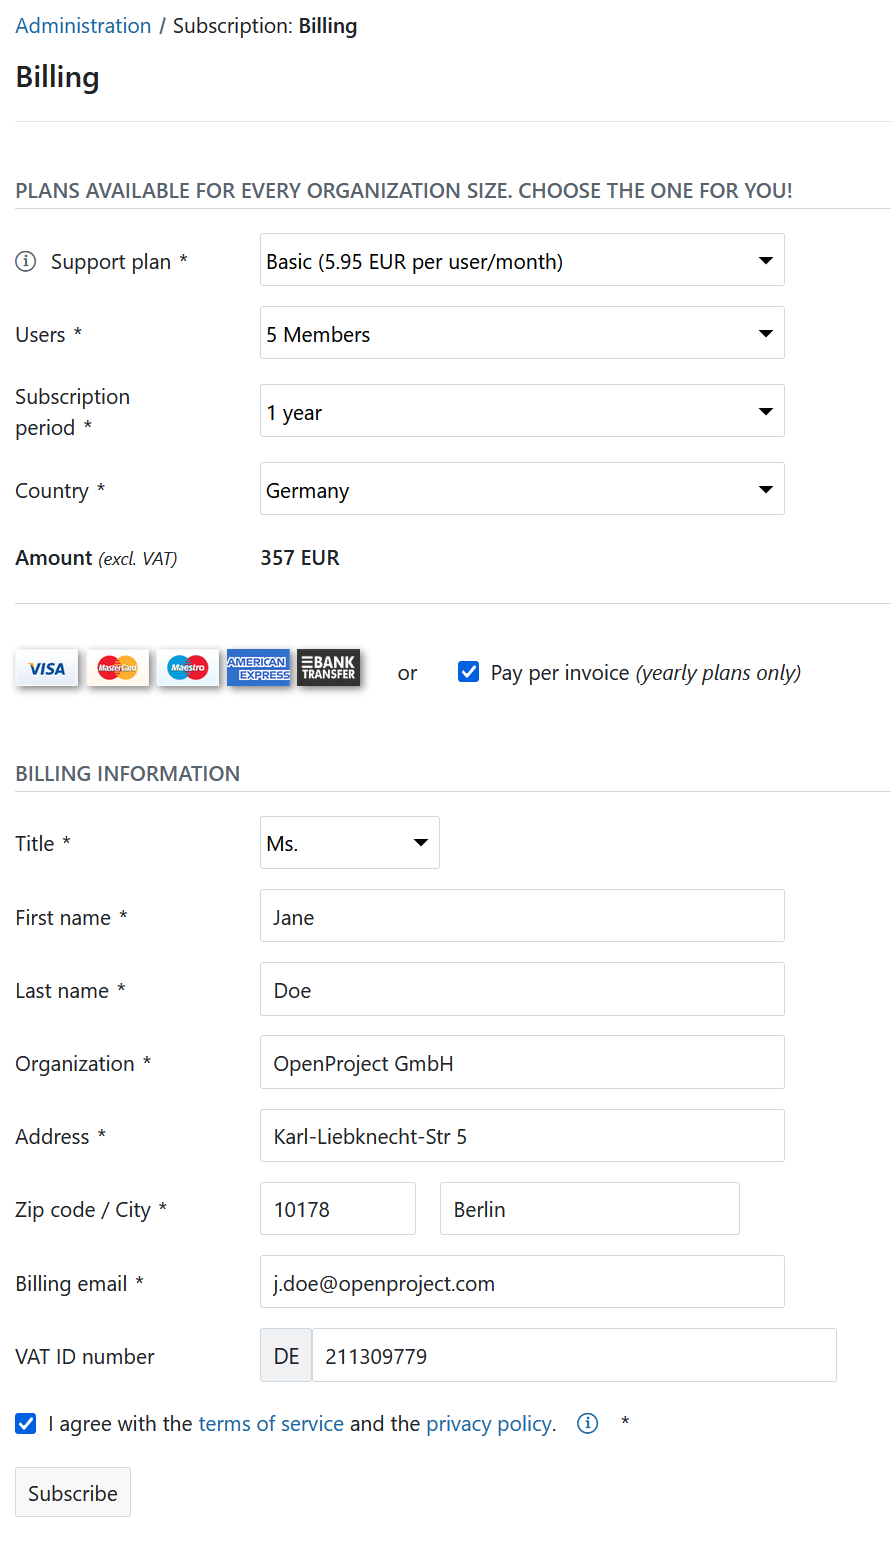 Administration / Subscription: Billing
Billing
PLANS AVAILABLE FOR EVERY ORGANIZATION SIZE. CHOOSE THE ONE FOR YOU!
Support plan * Basic (5.95 EUR per user/month)
Users * 5 Members
Subscription
period * 1 year
Country * Germany
Amount (excl. VAT) 357 EUR
VISA MasterCard Maestro AMERICAN EXPRESS BANK TRANSFER or Pay per invoice (yearly plans only)
BILLING INFORMATION
Title * Ms.
First name * Jane
Last name * Doe
Organization * OpenProject GmbH
Address * Karl-Liebknecht-Str 5
Zip code / City * 10178 Berlin
Billing email * j.doe@openproject.com
VAT ID number DE 211309779
I agree with the terms of service and the privacy policy. *
Subscribe